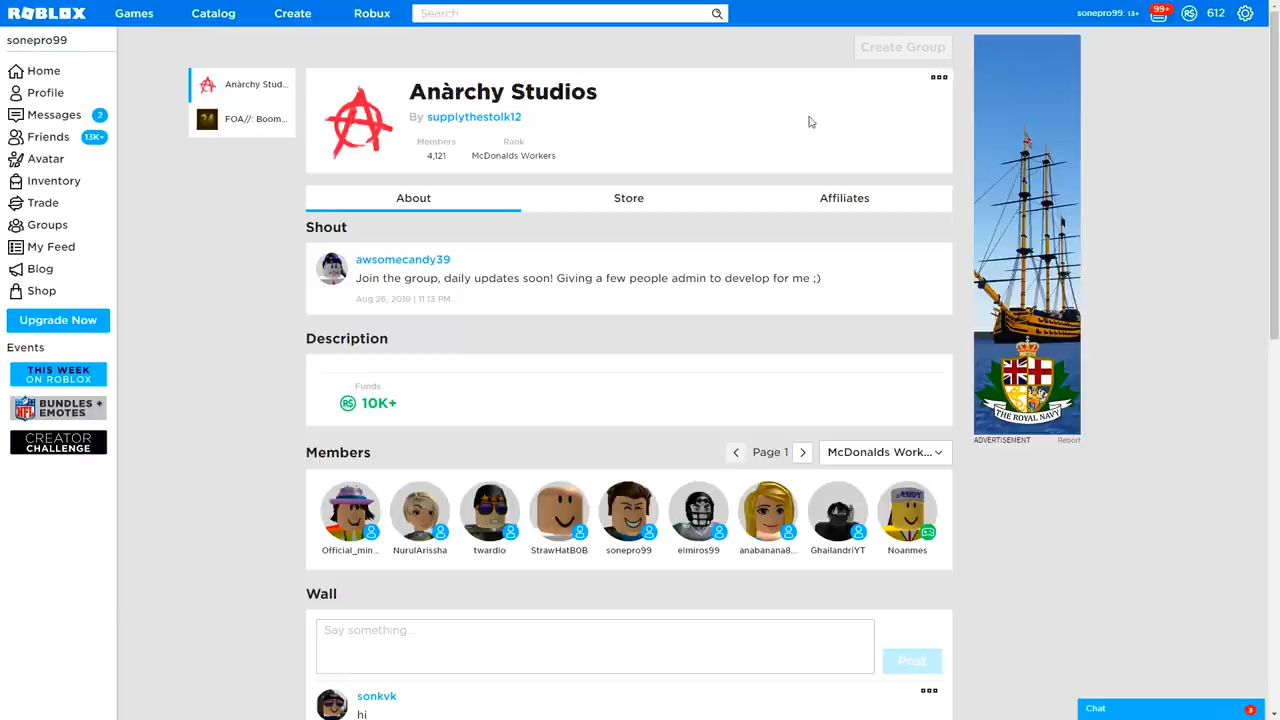 ROBLOX Games Catalog Create Robux Search sonepro99: 13+ 99+ 612
sonepro99
Home
Profile
Messages 2
Friends 13K+
Avatar
Inventory
Trade
Groups
My Feed
Blog
Shop
Upgrade Now
Events
THIS WEEK
ON ROBLOX
NFL BUNDLES +
EMOTES
CREATOR
CHALLENGE
Anàrchy Stud...
FOA//: Boom...
Create Group
Anàrchy Studios
By supplythestolk12
Members Rank
4,121 McDonalds Workers
About Store Affiliates
Shout
awsomecandy39
Join the group, daily updates soon! Giving a few people admin to develop for me ;)
Aug 26, 2019 | 11:13 PM
Description
Funds
10K+
Members Page 1 McDonalds Work...
Official_min... NurulArissha twardlo StrawHatB0B sonepro99 elmiros99 anabanana8... GhailandriYT Noanmes
Wall
Say something...
Post
sonkvk
hi
THE ROYAL NAVY
ADVERTISEMENT Report
Chat 3